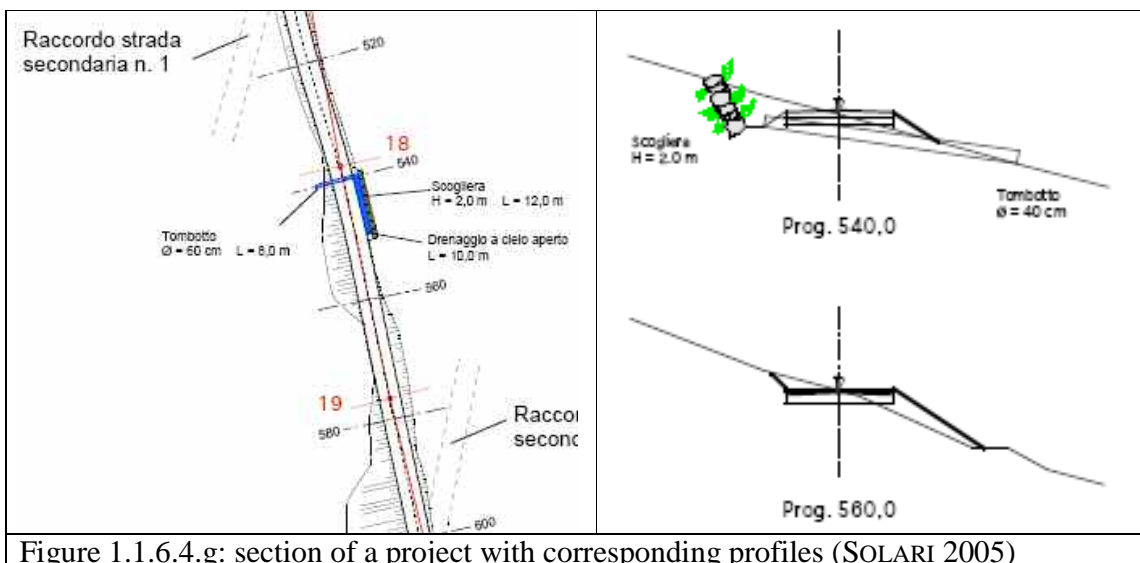 Raccordo strada
secondaria n. 1
520
18
540
Scogliera
H = 2,0 m L = 12,0 m
Tombotto
Ø = 60 cm L = 8,0 m
Drenaggio a cielo aperto
L = 10,0 m
560
19
580
Raccor
second
600
Scogliera
H = 2.0 m
Tombotto
Ø = 40 cm
Prog. 540,0
Prog. 560,0
Figure 1.1.6.4.g: section of a project with corresponding profiles (SOLARI 2005)